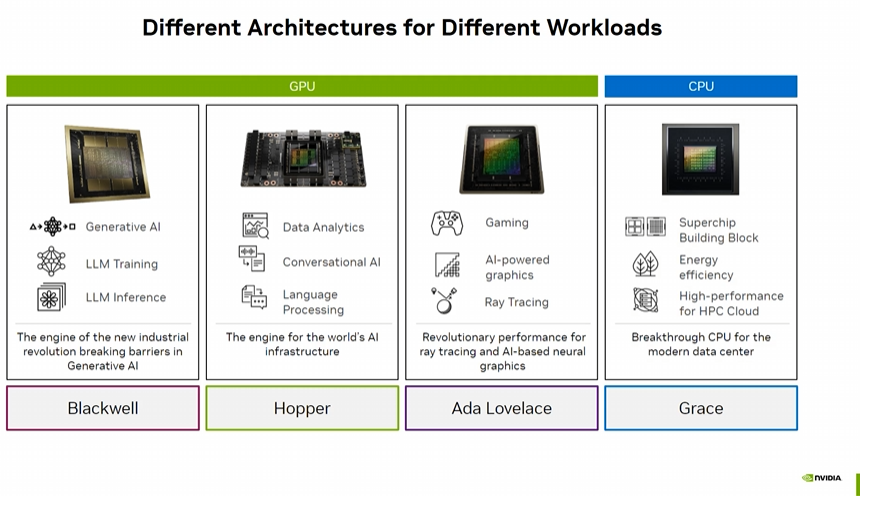 Different Architectures for Different Workloads
GPU
CPU
Generative AI
LLM Training
LLM Inference
The engine of the new industrial
revolution breaking barriers in
Generative AI
Blackwell
Data Analytics
Conversational AI
Language
Processing
The engine for the world's AI
infrastructure
Hopper
Gaming
AI-powered
graphics
Ray Tracing
Revolutionary performance for
ray tracing and AI-based neural
graphics
Ada Lovelace
Superchip
Building Block
Energy
efficiency
High-performance
for HPC Cloud
Breakthrough CPU for the
modern data center
Grace
NVIDIA